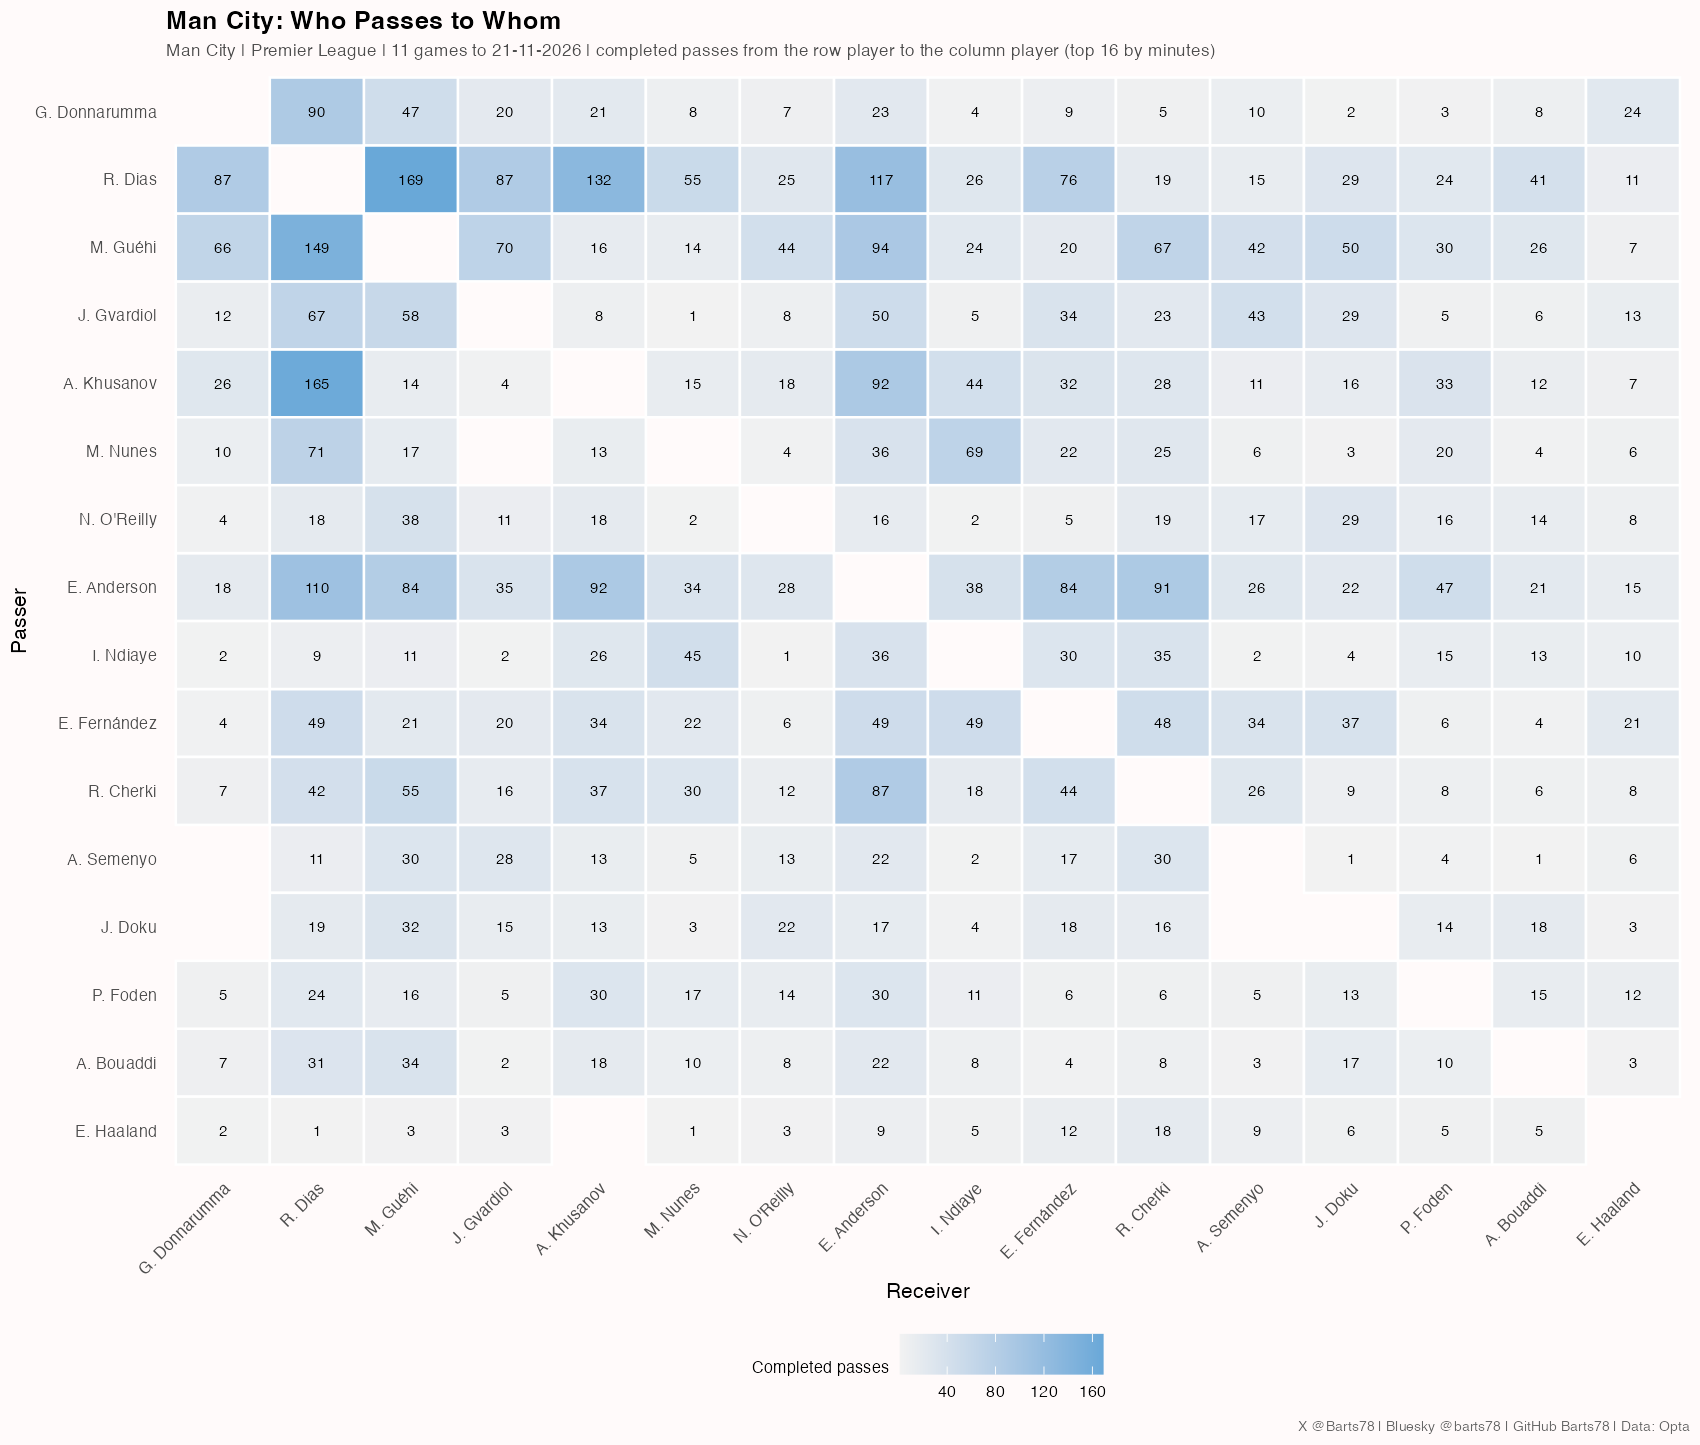 Man City: Who Passes to Whom
Man City | Premier League | 11 games to 21-11-2026 | completed passes from the row player to the column player (top 16 by minutes)
G. Donnarumma 90 47 20 21 8 7 23 4 9 5 10 2 3 8 24
R. Dias 87 169 87 132 55 25 117 26 76 19 15 29 24 41 11
M. Guéhi 66 149 70 16 14 44 94 24 20 67 42 50 30 26 7
J. Gvardiol 12 67 58 8 1 8 50 5 34 23 43 29 5 6 13
A. Khusanov 26 165 14 4 15 18 92 44 32 28 11 16 33 12 7
M. Nunes 10 71 17 13 4 36 69 22 25 6 3 20 4 6
N. O'Reilly 4 18 38 11 18 2 16 2 5 19 17 29 16 14 8
E. Anderson 18 110 84 35 92 34 28 38 84 91 26 22 47 21 15
I. Ndiaye 2 9 11 2 26 45 1 36 30 35 2 4 15 13 10
E. Fernández 4 49 21 20 34 22 6 49 49 48 34 37 6 4 21
R. Cherki 7 42 55 16 37 30 12 87 18 44 26 9 8 6 8
A. Semenyo 11 30 28 13 5 13 22 2 17 30 1 4 1 6
J. Doku 19 32 15 13 3 22 17 4 18 16 14 18 3
P. Foden 5 24 16 5 30 17 14 30 11 6 6 5 13 15 12
A. Bouaddi 7 31 34 2 18 10 8 22 8 4 8 3 17 10 3
E. Haaland 2 1 3 3 1 3 9 5 12 18 9 6 5 5
Passer
G. Donnarumma R. Dias M. Guéhi J. Gvardiol A. Khusanov M. Nunes N. O'Reilly E. Anderson I. Ndiaye E. Fernández R. Cherki A. Semenyo J. Doku P. Foden A. Bouaddi E. Haaland
Receiver
Completed passes
40 80 120 160
X @Barts78 | Bluesky @barts78 | GitHub Barts78 | Data: Opta